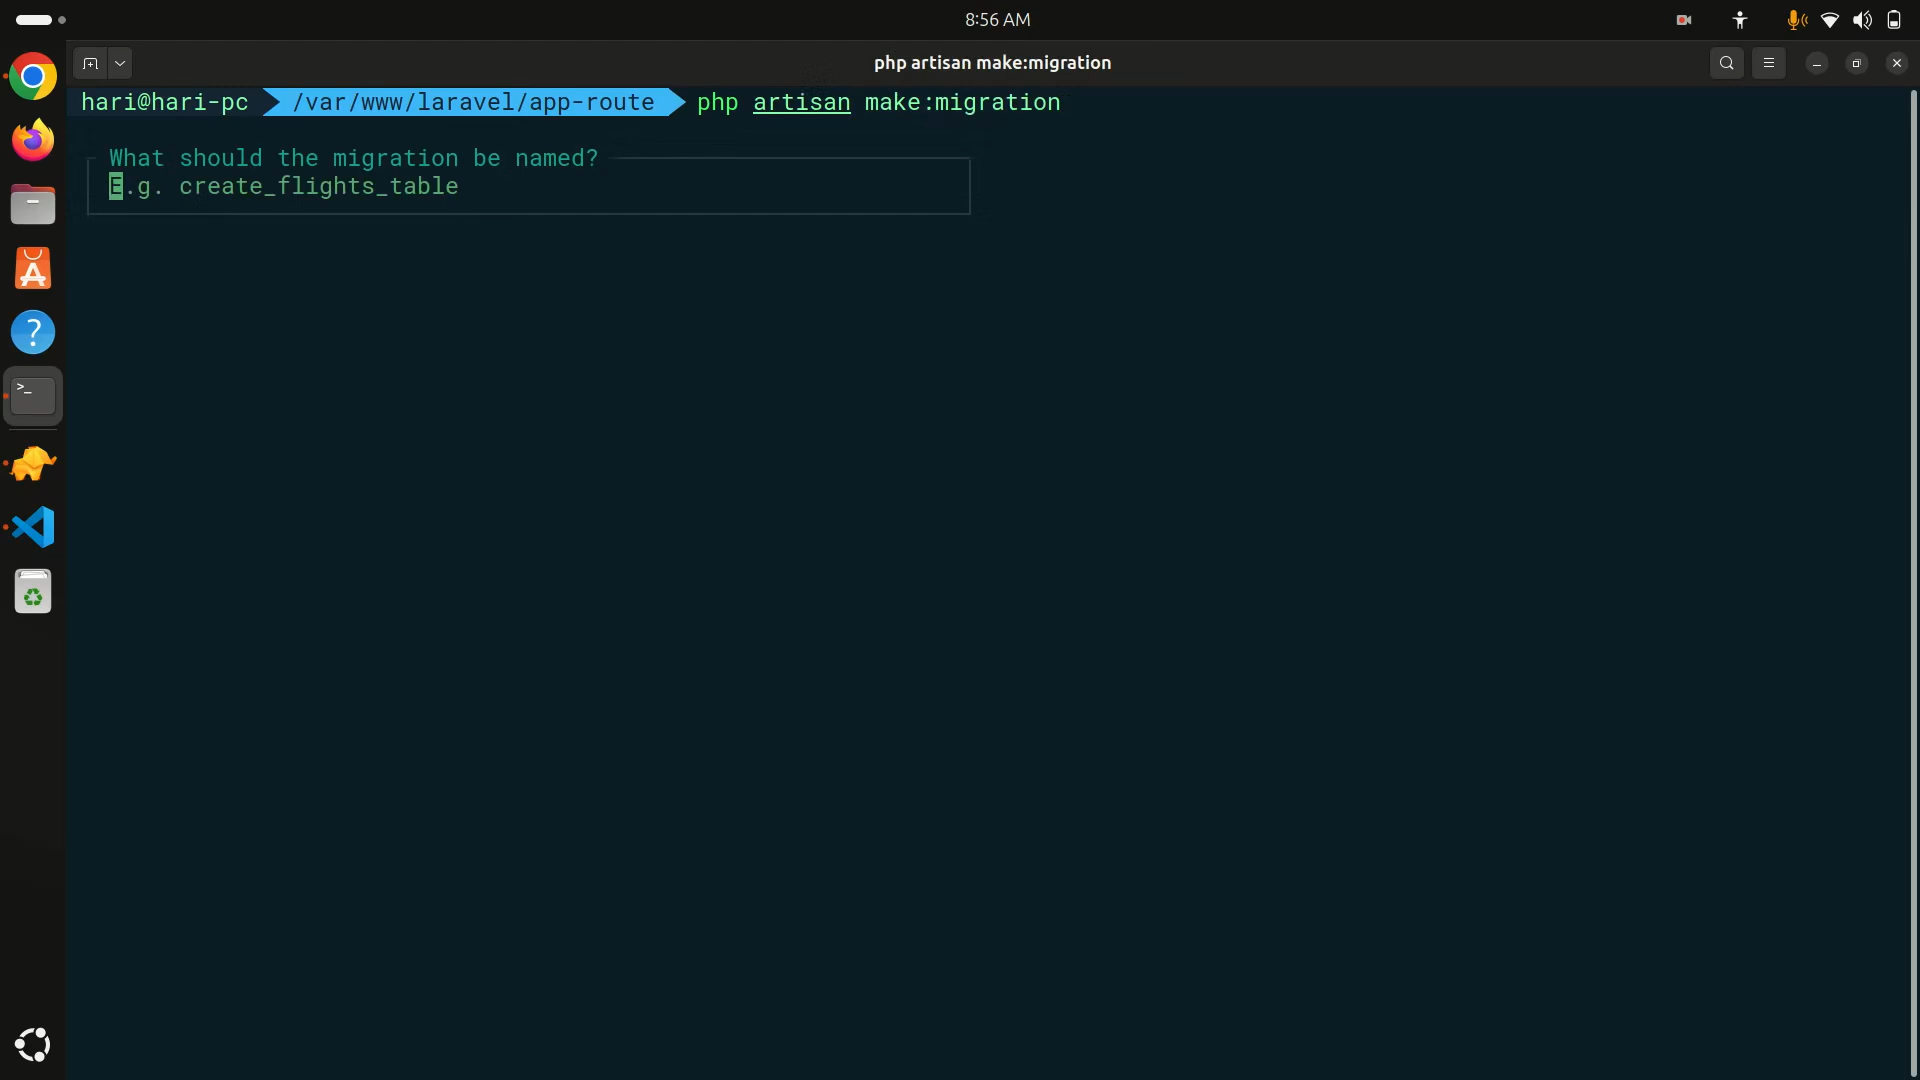 8:56 AM
php artisan make:migration
hari@hari-pc /var/www/laravel/app-route php artisan make:migration
What should the migration be named?
E.g. create_flights_table